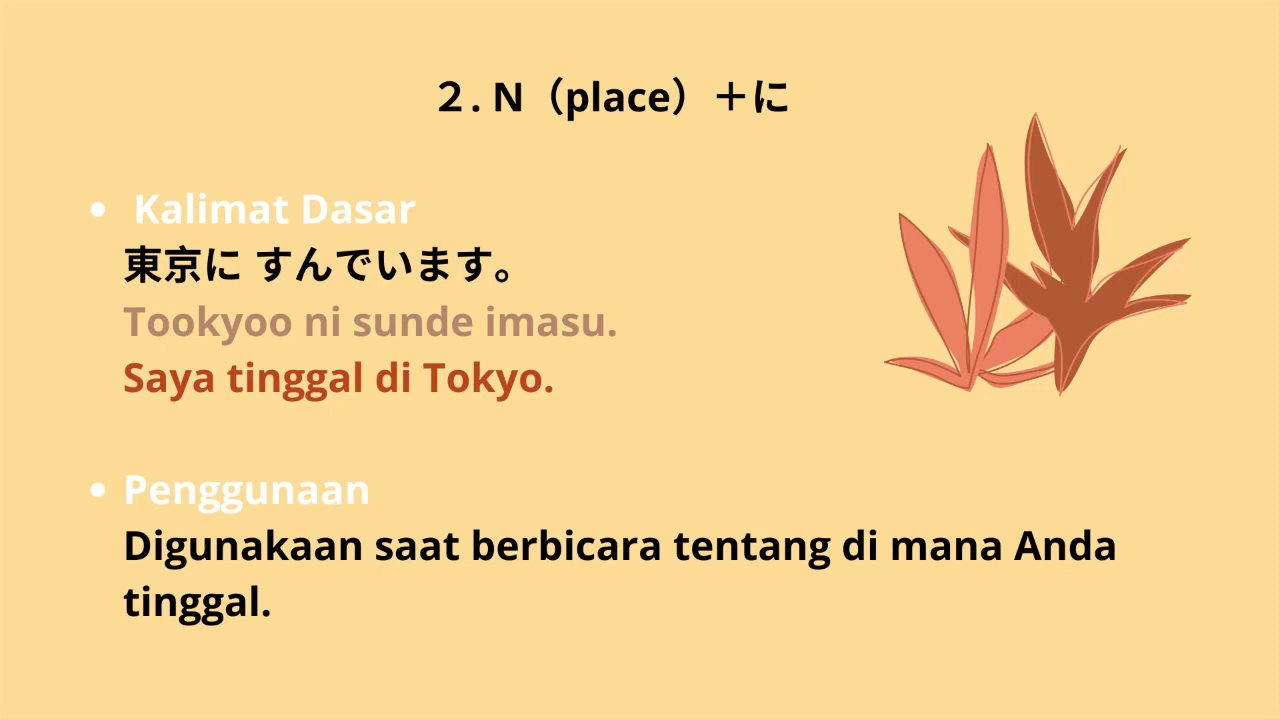 ２. N（place）＋に
• Kalimat Dasar
東京に すんでいます。
Tookyoo ni sunde imasu.
Saya tinggal di Tokyo.
• Penggunaan
Digunakaan saat berbicara tentang di mana Anda
tinggal.